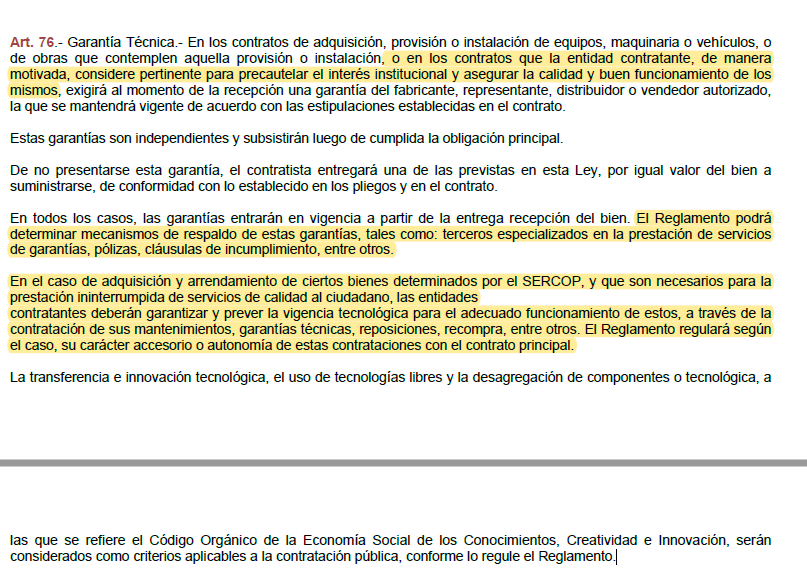 Art. 76.- Garantía Técnica.- En los contratos de adquisición, provisión o instalación de equipos, maquinaria o vehículos, o
de obras que contemplen aquella provisión o instalación, o en los contratos que la entidad contratante, de manera
motivada, considere pertinente para precautelar el interés institucional y asegurar la calidad y buen funcionamiento de los
mismos, exigirá al momento de la recepción una garantía del fabricante, representante, distribuidor o vendedor autorizado,
la que se mantendrá vigente de acuerdo con las estipulaciones establecidas en el contrato.
Estas garantías son independientes y subsistirán luego de cumplida la obligación principal.
De no presentarse esta garantía, el contratista entregará una de las previstas en esta Ley, por igual valor del bien a
suministrarse, de conformidad con lo establecido en los pliegos y en el contrato.
En todos los casos, las garantías entrarán en vigencia a partir de la entrega recepción del bien. El Reglamento podrá
determinar mecanismos de respaldo de estas garantías, tales como: terceros especializados en la prestación de servicios
de garantías, pólizas, cláusulas de incumplimiento, entre otros.
En el caso de adquisición y arrendamiento de ciertos bienes determinados por el SERCOP, y que son necesarios para la
prestación ininterrumpida de servicios de calidad al ciudadano, las entidades
contratantes deberán garantizar y prever la vigencia tecnológica para el adecuado funcionamiento de estos, a través de la
contratación de sus mantenimientos, garantías técnicas, reposiciones, recompra, entre otros. El Reglamento regulará según
el caso, su carácter accesorio o autonomía de estas contrataciones con el contrato principal.
La transferencia e innovación tecnológica, el uso de tecnologías libres y la desagregación de componentes o tecnológica, a
las que se refiere el Código Orgánico de la Economía Social de los Conocimientos, Creatividad e Innovación, serán
considerados como criterios aplicables a la contratación pública, conforme lo regule el Reglamento.